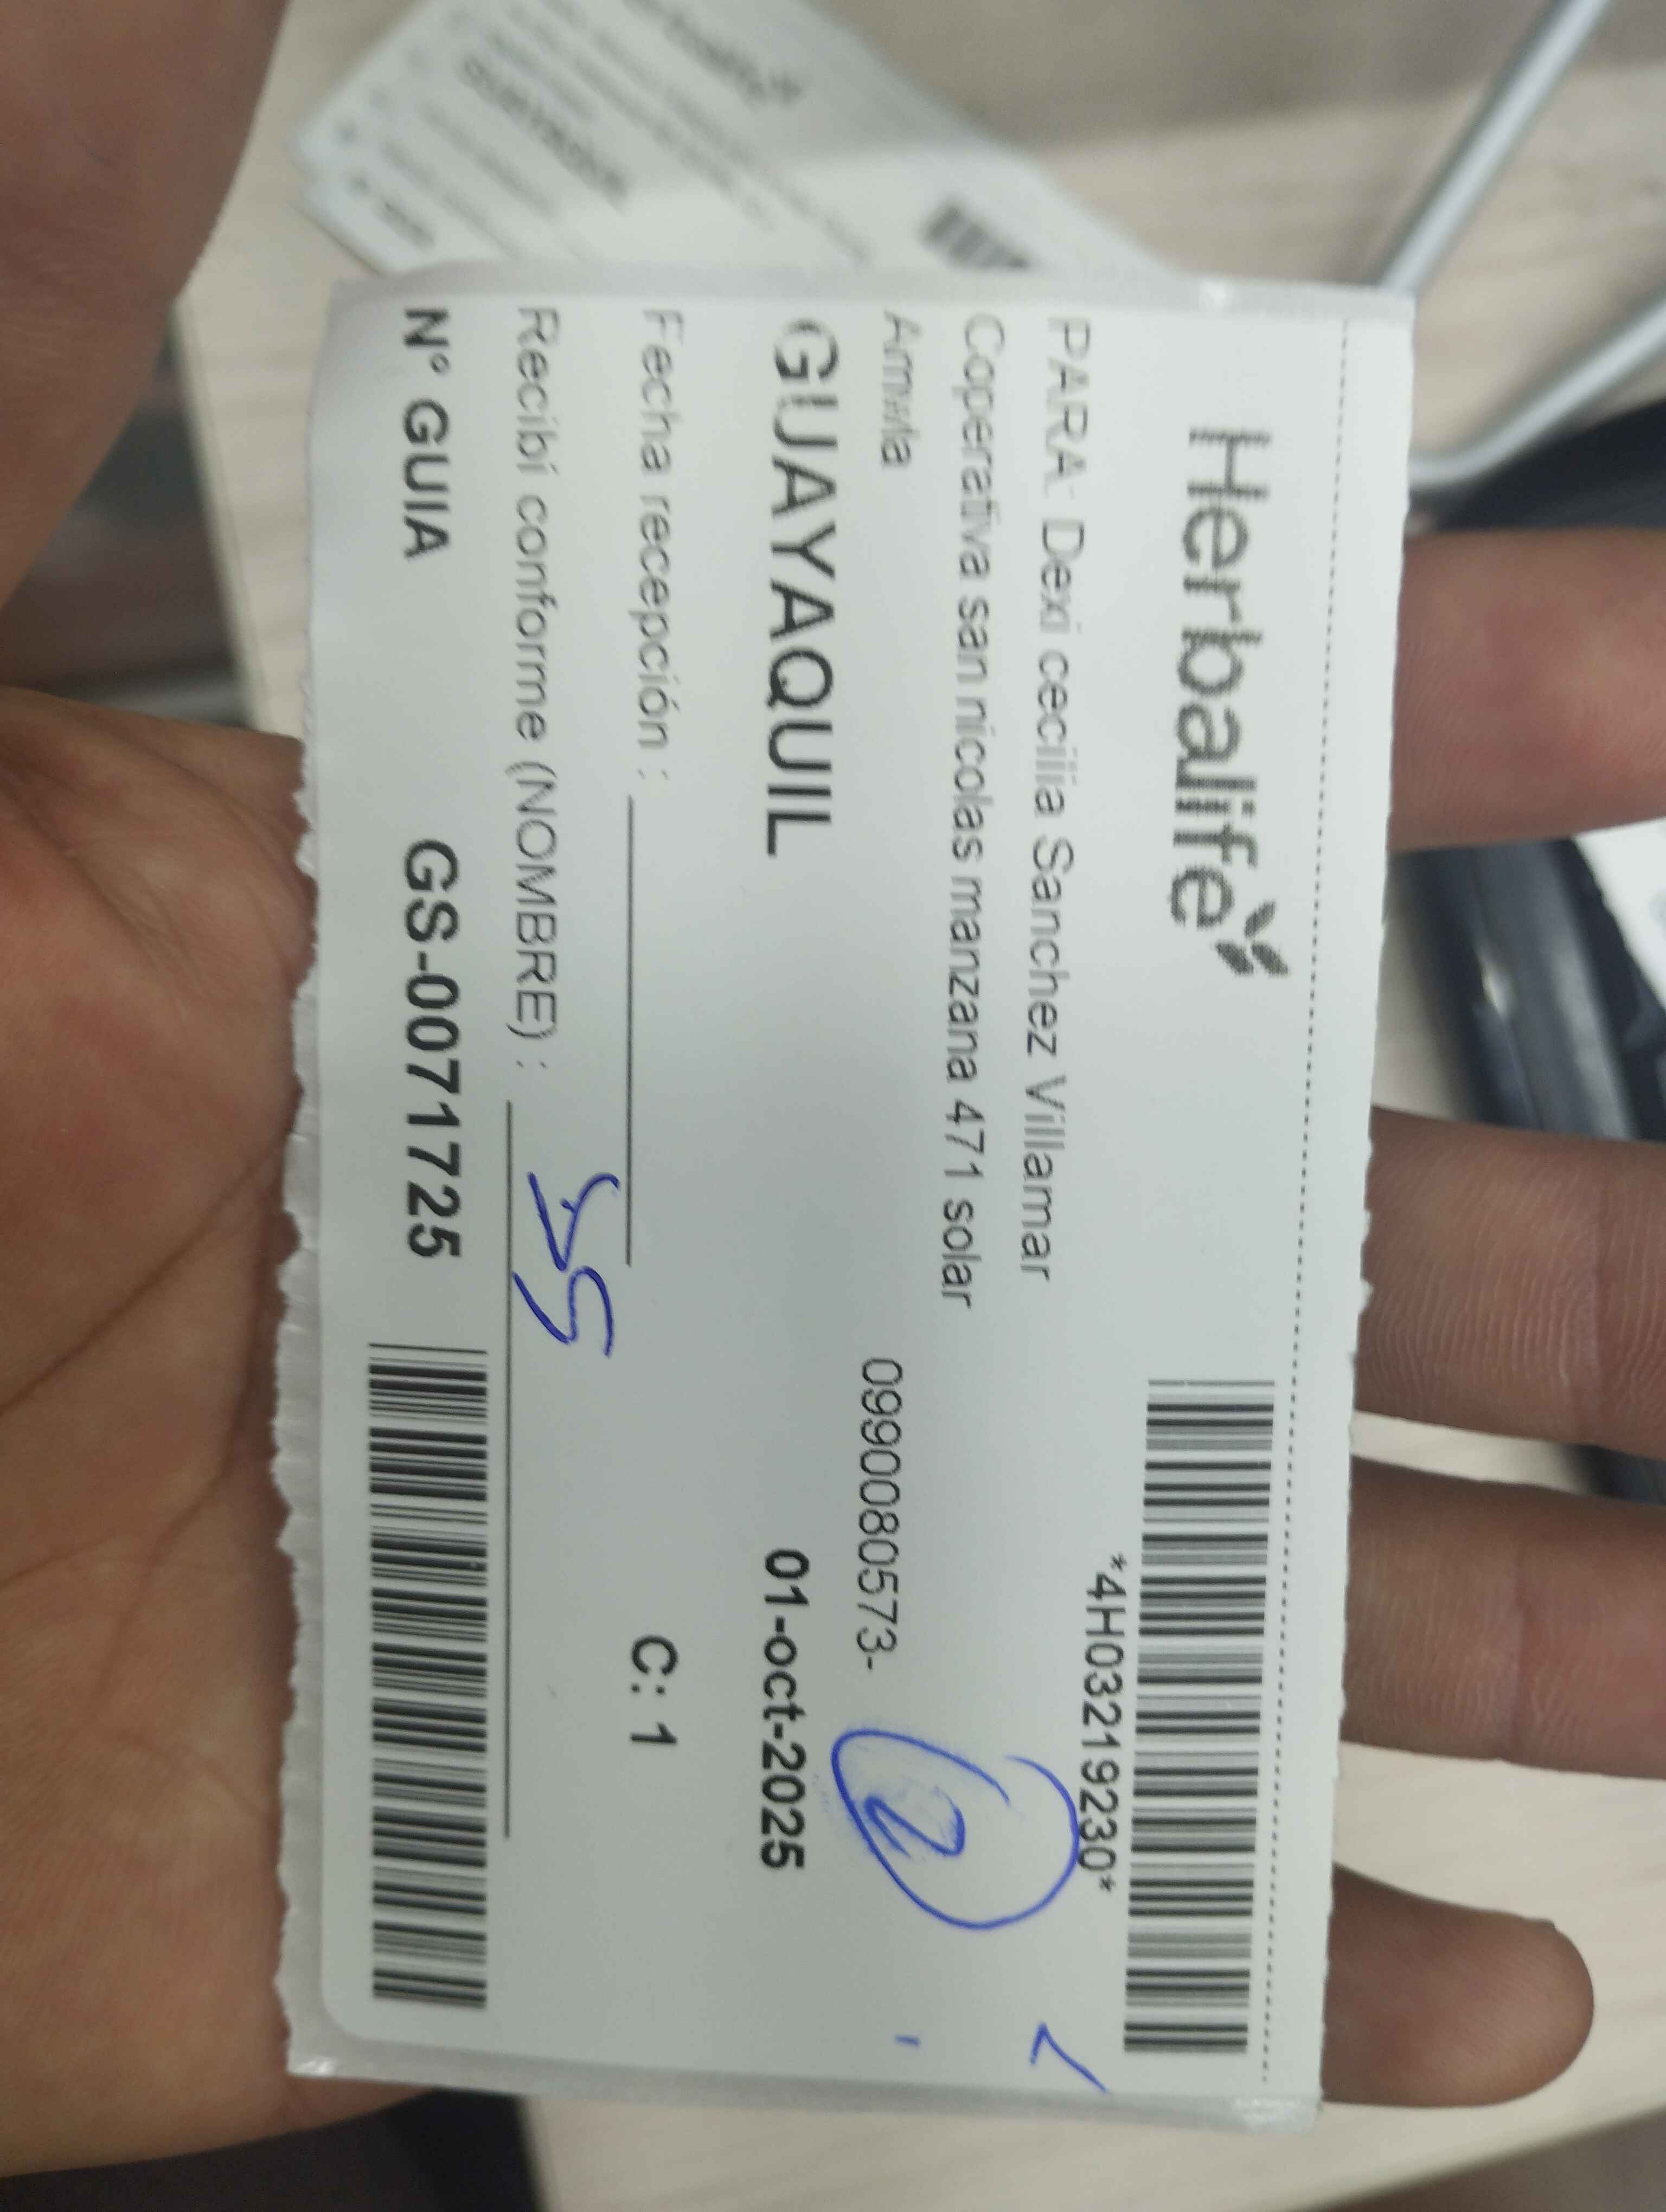 Herbalife
*4H03219230*
PARA: Dexi cecilia Sanchez Villamar
Coperativa san nicolas manzana 471 solar
0990080573-
GUAYAQUIL
01-oct-2025
Fecha recepción :
C: 1
Recibí conforme (NOMBRE) :
N° GUIA GS-0071725